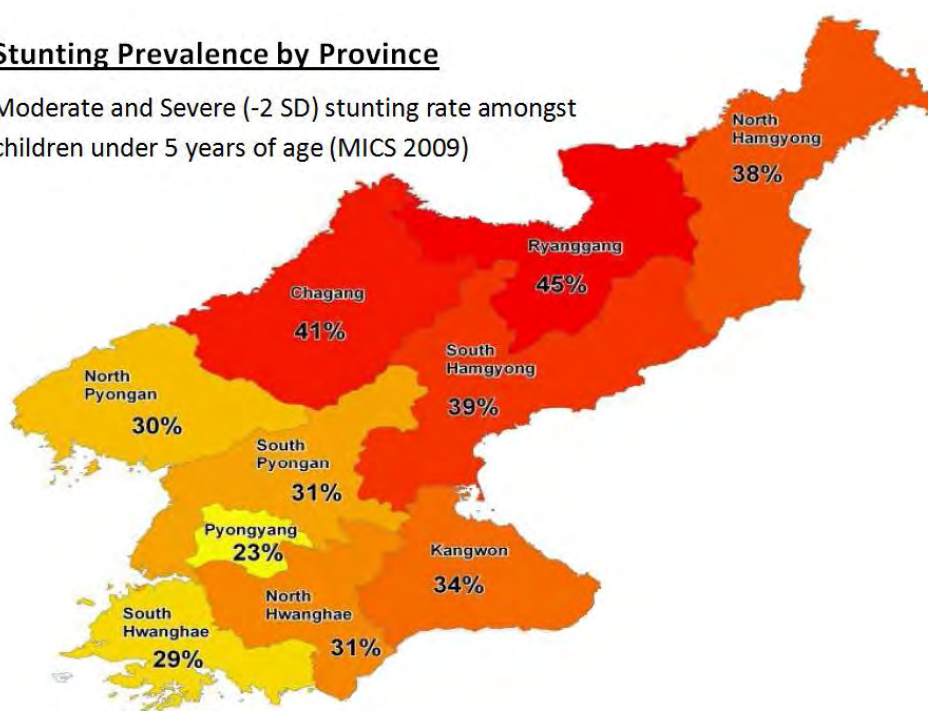 Stunting Prevalence by Province
Moderate and Severe (-2 SD) stunting rate amongst
children under 5 years of age (MICS 2009)
North
Hamgyong
38%
Ryanggang
45%
Chagang
41%
South
Hamgyong
39%
North
Pyongan
30%
South
Pyongan
31%
Pyongyang
23%
Kangwon
34%
North
Hwanghae
31%
South
Hwanghae
29%